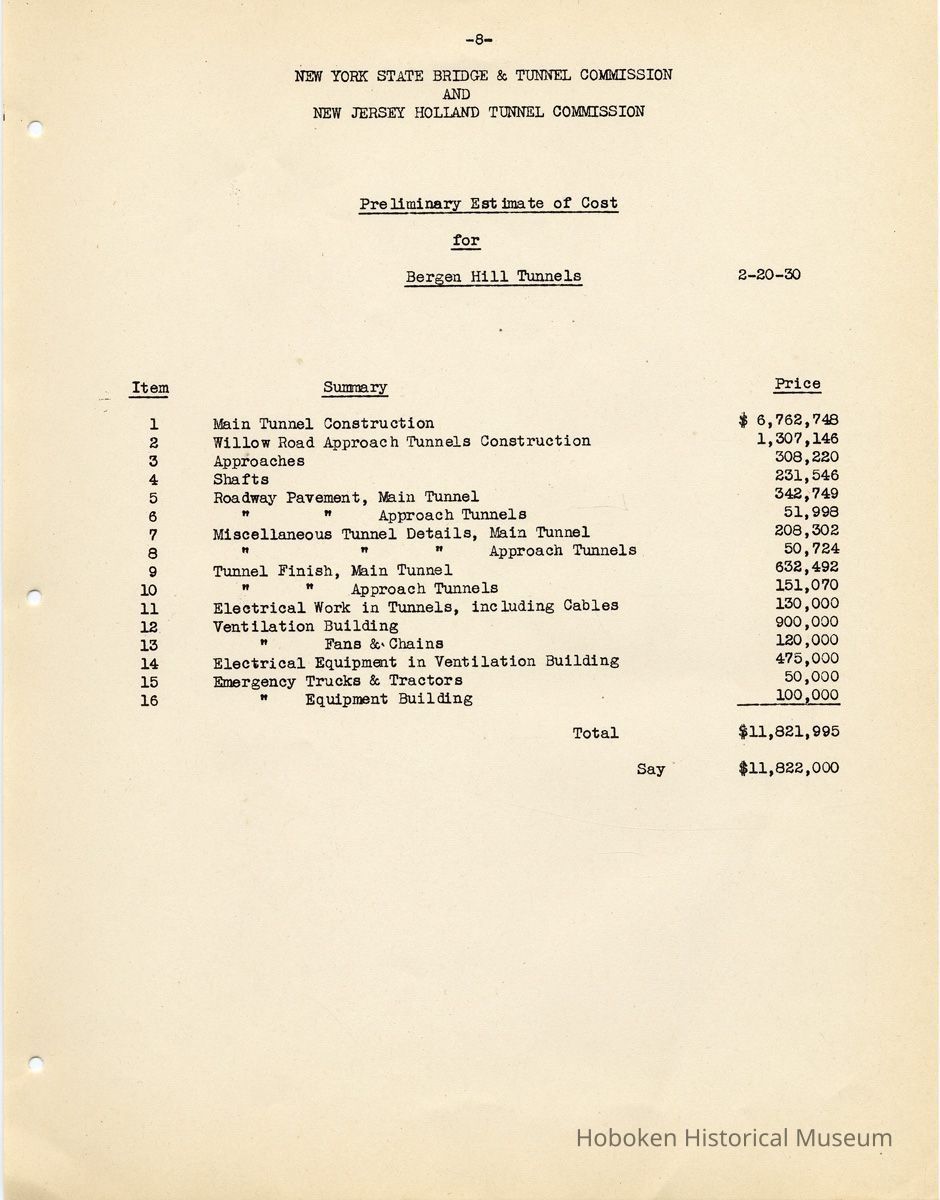 -8-
NEW YORK STATE BRIDGE & TUNNEL COMMISSION
AND
NEW JERSEY HOLLAND TUNNEL COMMISSION
Preliminary Estimate of Cost
for
Bergen Hill Tunnels 2-20-30
Item Summary Price
1 Main Tunnel Construction $ 6,762,748
2 Willow Road Approach Tunnels Construction 1,307,146
3 Approaches 308,220
4 Shafts 231,546
5 Roadway Pavement, Main Tunnel 342,749
6 " " Approach Tunnels 51,998
7 Miscellaneous Tunnel Details, Main Tunnel 208,302
8 " " " Approach Tunnels 50,724
9 Tunnel Finish, Main Tunnel 632,492
10 " " Approach Tunnels 151,070
11 Electrical Work in Tunnels, including Cables 130,000
12 Ventilation Building 900,000
13 " Fans & Chains 120,000
14 Electrical Equipment in Ventilation Building 475,000
15 Emergency Trucks & Tractors 50,000
16 " Equipment Building 100,000
Total $11,821,995
Say $11,822,000
Hoboken Historical Museum